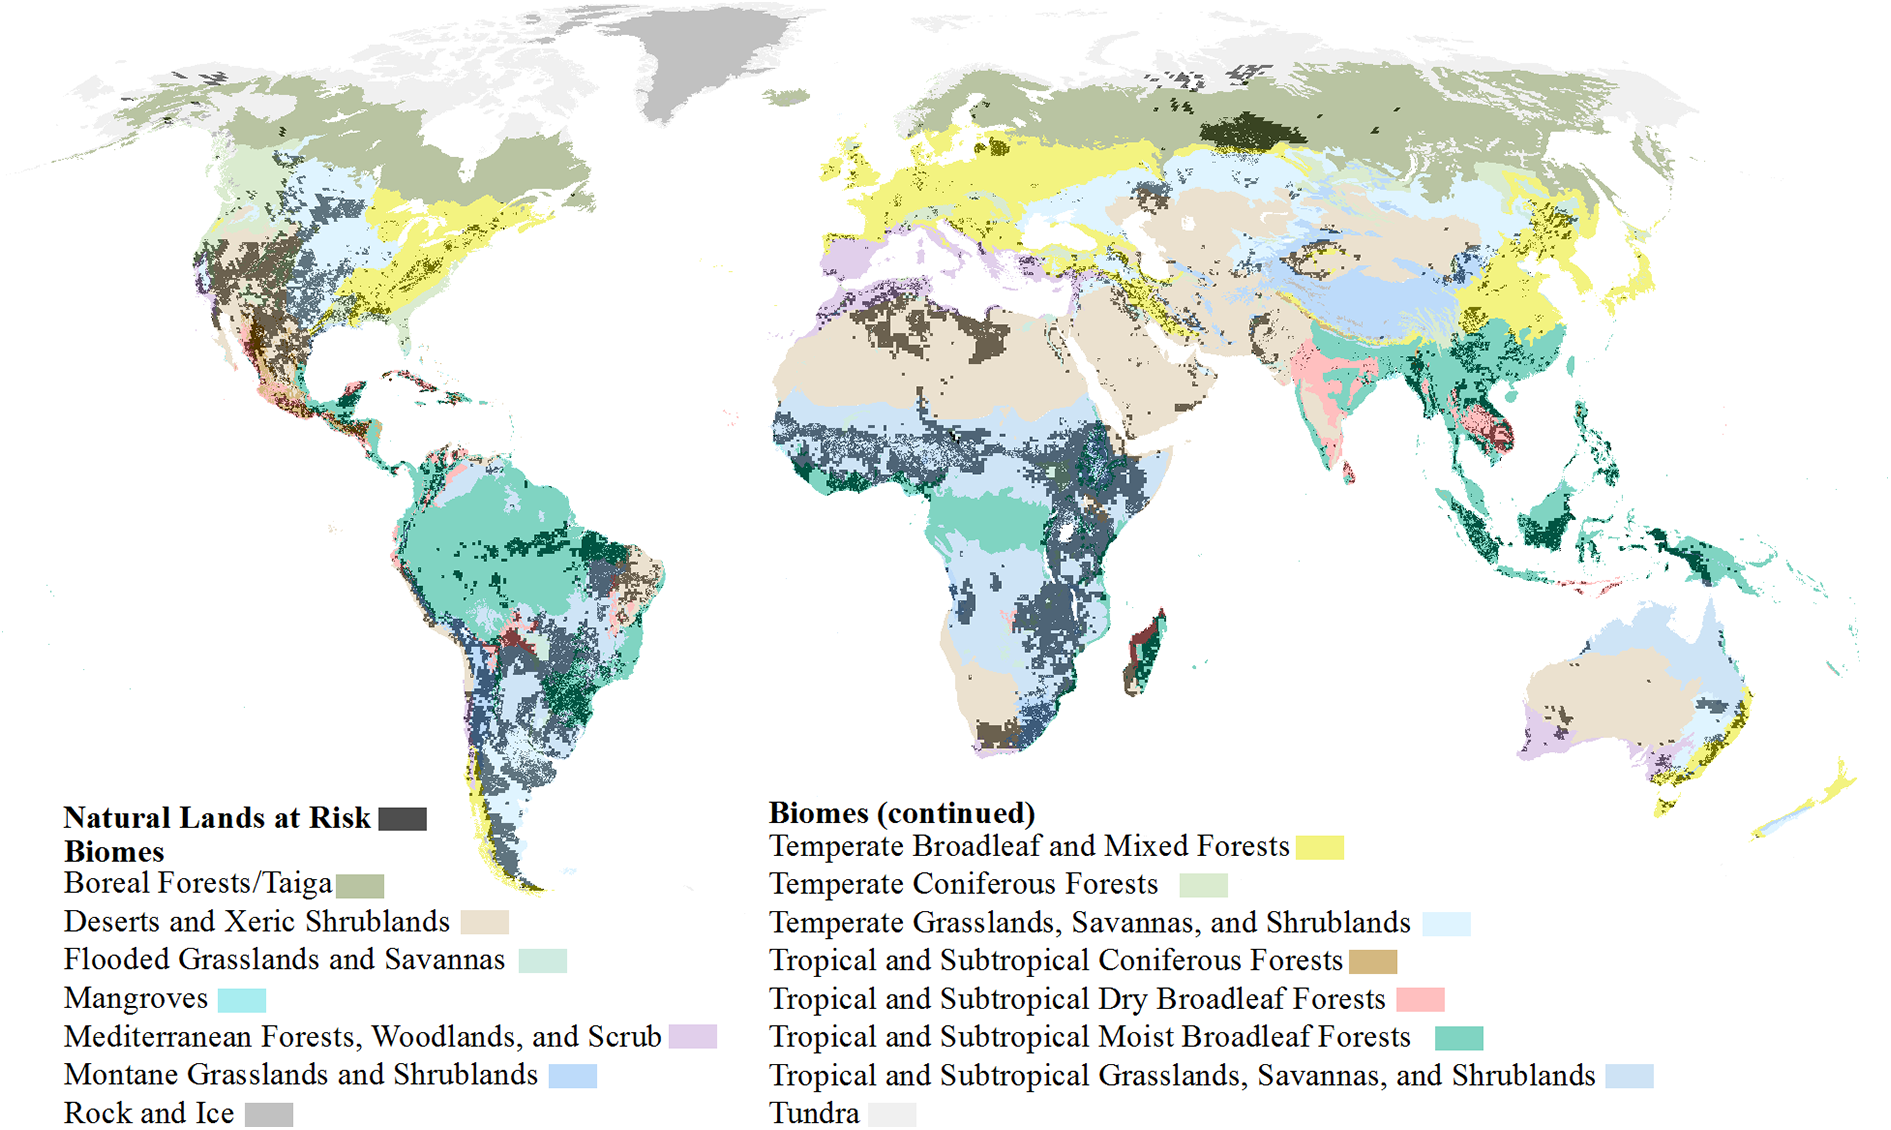 Natural Lands at Risk
Biomes
Boreal Forests/Taiga
Deserts and Xeric Shrublands
Flooded Grasslands and Savannas
Mangroves
Mediterranean Forests, Woodlands, and Scrub
Montane Grasslands and Shrublands
Rock and Ice
Biomes (continued)
Temperate Broadleaf and Mixed Forests
Temperate Coniferous Forests
Temperate Grasslands, Savannas, and Shrublands
Tropical and Subtropical Coniferous Forests
Tropical and Subtropical Dry Broadleaf Forests
Tropical and Subtropical Moist Broadleaf Forests
Tropical and Subtropical Grasslands, Savannas, and Shrublands
Tundra